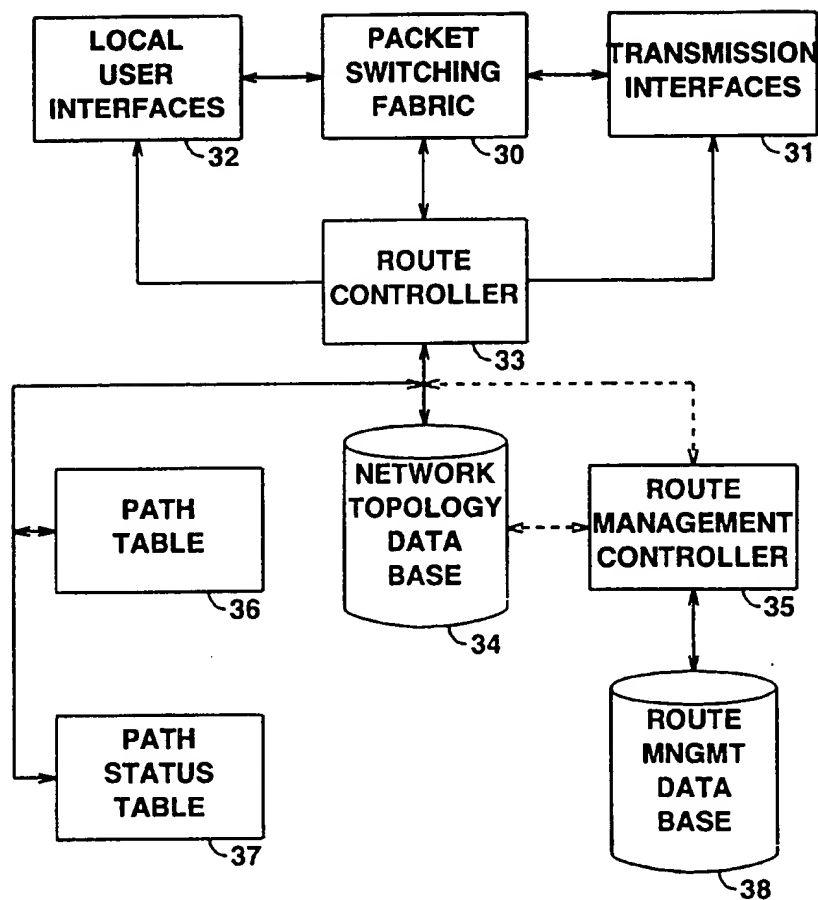 LOCAL
USER
INTERFACES
32
PACKET
SWITCHING
FABRIC
30
TRANSMISSION
INTERFACES
31
ROUTE
CONTROLLER
33
NETWORK
TOPOLOGY
DATA
BASE
34
ROUTE
MANAGEMENT
CONTROLLER
35
PATH
TABLE
36
PATH
STATUS
TABLE
37
ROUTE
MNGMT
DATA
BASE
38